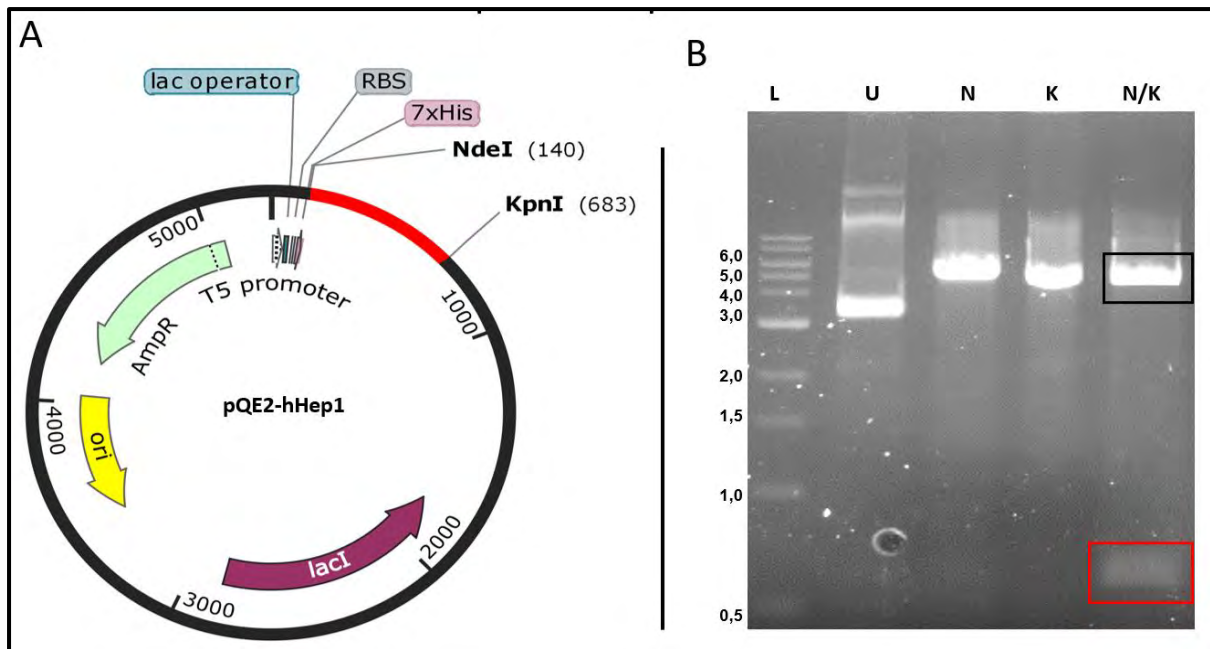 A
lac operator
RBS
7xHis
NdeI (140)
KpnI (683)
5000
T5 promoter
1000
AmpR
pQE2-hHep1
4000
ori
2000
lacI
3000
B
L U N K N/K
6,0
5,0
4,0
3,0
2,0
1,5
1,0
0,5